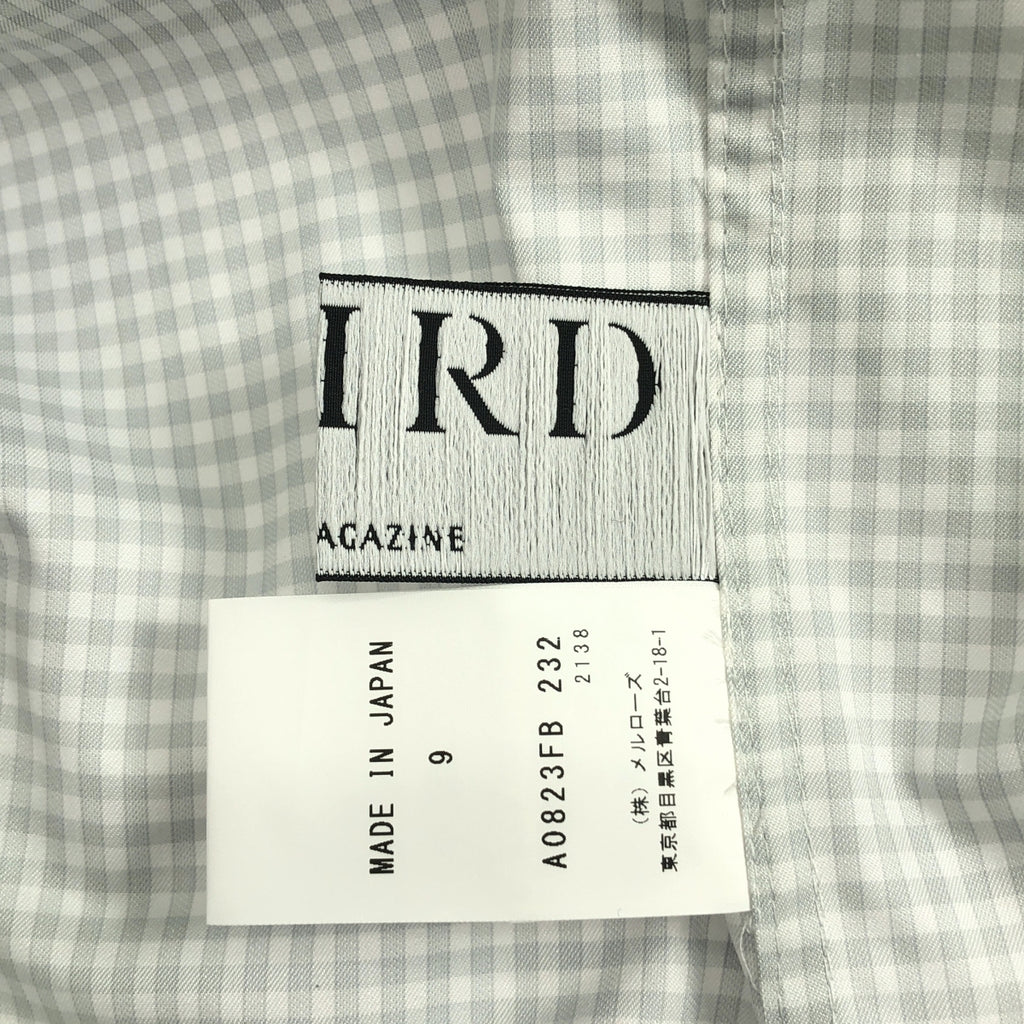 IRD
AGAZINE
MADE IN JAPAN
9
A0823FB 232
2138
(株) メルローズ
東京都目黒区青葉台2-18-1